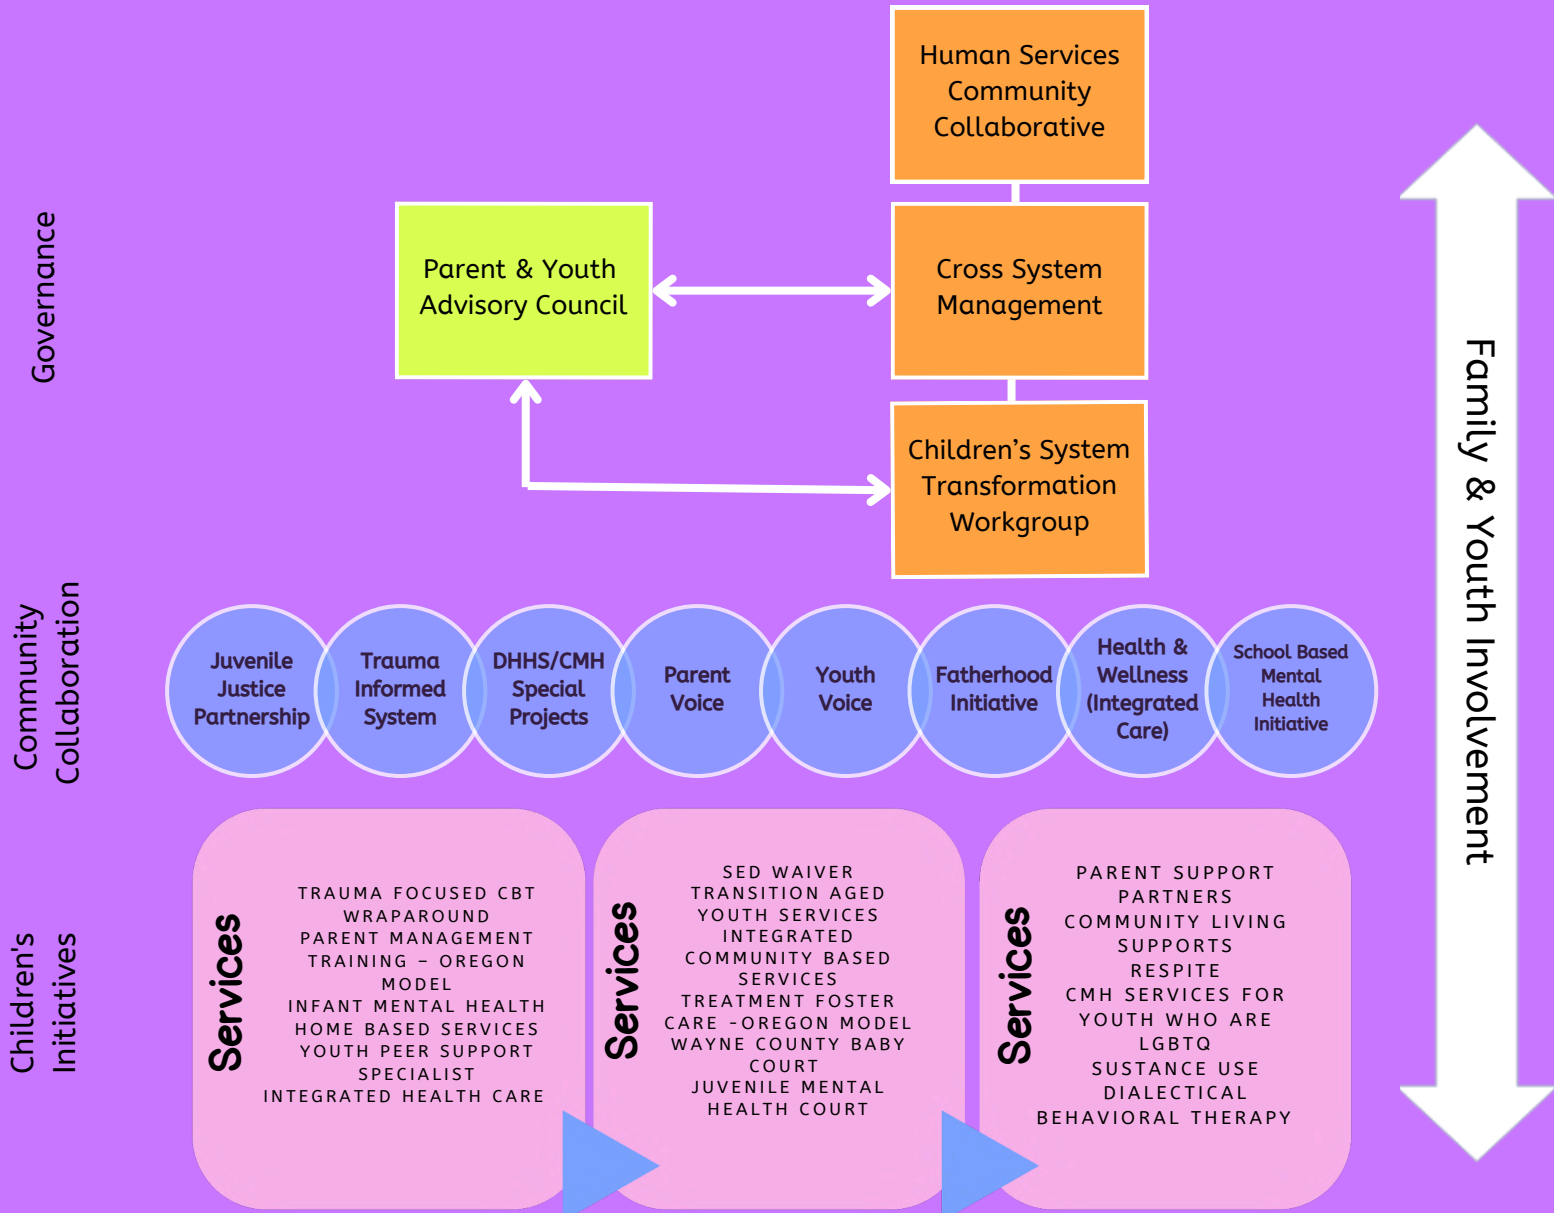 Human Services
Community
Collaborative
Governance
Parent & Youth
Advisory Council
Cross System
Management
Children’s System
Transformation
Workgroup
Family & Youth Involvement
Community
Collaboration
Juvenile
Justice
Partnership
Trauma
Informed
System
DHHS/CMH
Special
Projects
Parent
Voice
Youth
Voice
Fatherhood
Initiative
Health &
Wellness
(Integrated
Care)
School Based
Mental
Health
Initiative
Children's
Initiatives
Services
TRAUMA FOCUSED CBT
WRAPAROUND
PARENT MANAGEMENT
TRAINING – OREGON
MODEL
INFANT MENTAL HEALTH
HOME BASED SERVICES
YOUTH PEER SUPPORT
SPECIALIST
INTEGRATED HEALTH CARE
Services
SED WAIVER
TRANSITION AGED
YOUTH SERVICES
INTEGRATED
COMMUNITY BASED
SERVICES
TREATMENT FOSTER
CARE -OREGON MODEL
WAYNE COUNTY BABY
COURT
JUVENILE MENTAL
HEALTH COURT
Services
PARENT SUPPORT
PARTNERS
COMMUNITY LIVING
SUPPORTS
RESPITE
CMH SERVICES FOR
YOUTH WHO ARE
LGBTQ
SUSTANCE USE
DIALECTICAL
BEHAVIORAL THERAPY